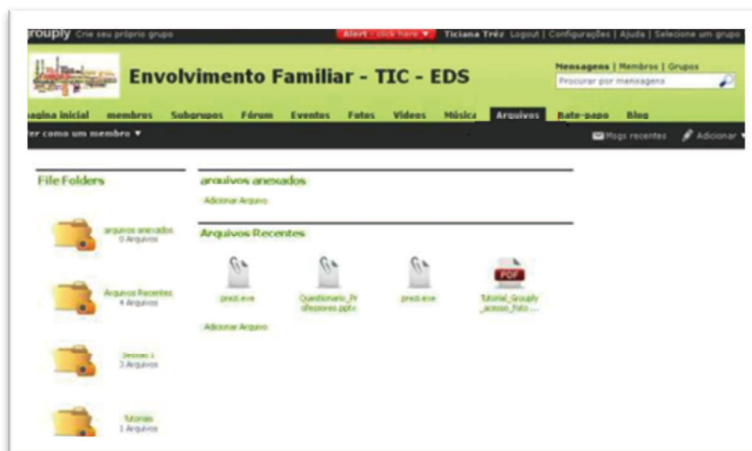 grouply Crie seu próprio grupo
Alert - click here ▼ Ticiana Tréz Logout | Configurações | Ajuda | Selecione um grupo
Envolvimento Familiar - TIC - EDS
Mensagens | Membros | Grupos
Procurar por mensagens
agina inicial membros Subgrupos Fórum Eventos Fotos Vídeos Música Arquivos Bate-papo Blog
er como um membro ▼
Msgs recentes Adicionar ▼
File Folders
arquivos anexados
0 Arquivos
Arquivos Recentes
4 Arquivos
Sessao 1
3 Arquivos
Tutoriais
1 Arquivos
arquivos anexados
Adicionar Arquivo
Arquivos Recentes
PDF
prezi.exe Questionario_Pr prezi.exe Tutorial_Grouply
ofessores.pptx _acesso_foto ...
Adicionar Arquivo